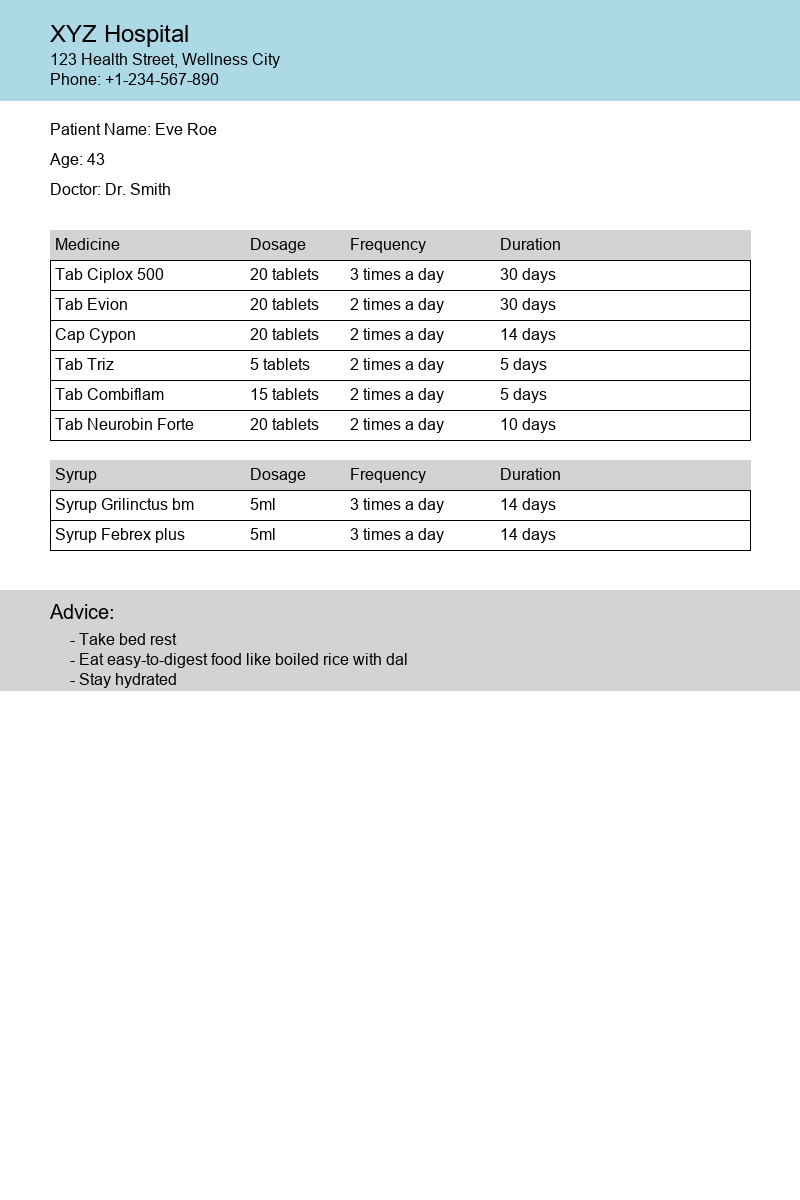 XYZ Hospital
123 Health Street, Wellness City
Phone: +1-234-567-890
Patient Name: Eve Roe
Age: 43
Doctor: Dr. Smith
Medicine Dosage Frequency Duration
Tab Ciplox 500 20 tablets 3 times a day 30 days
Tab Evion 20 tablets 2 times a day 30 days
Cap Cypon 20 tablets 2 times a day 14 days
Tab Triz 5 tablets 2 times a day 5 days
Tab Combiflam 15 tablets 2 times a day 5 days
Tab Neurobin Forte 20 tablets 2 times a day 10 days
Syrup Dosage Frequency Duration
Syrup Grilinctus bm 5ml 3 times a day 14 days
Syrup Febrex plus 5ml 3 times a day 14 days
Advice:
- Take bed rest
- Eat easy-to-digest food like boiled rice with dal
- Stay hydrated